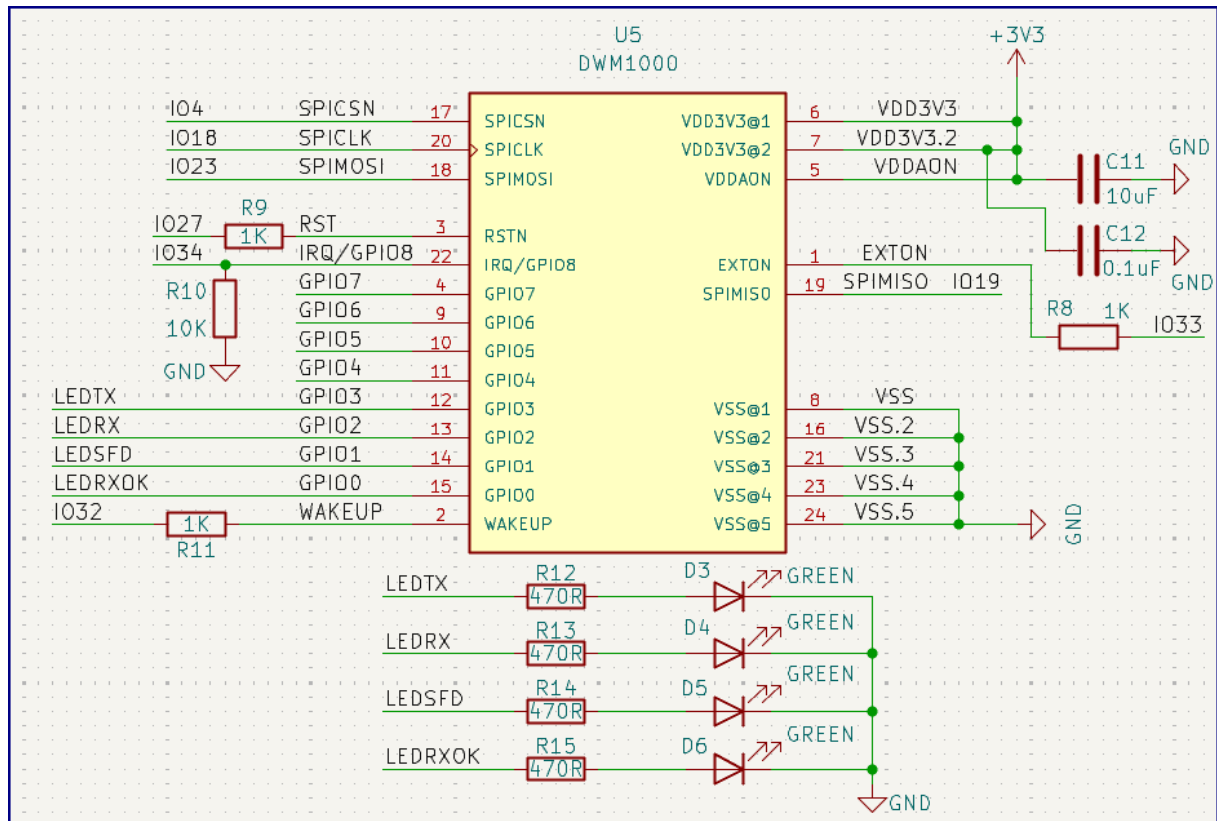 U5
DWM1000
+3V3
IO4 SPICSN 17 SPICSN VDD3V3@1 6 VDD3V3
IO18 SPICLK 20 SPICLK VDD3V3@2 7 VDD3V3.2 GND
IO23 SPIMOSI 18 SPIMOSI VDDAON 5 VDDAON C11
10uF
R9
IO27 1K RST 3 RSTN C12
IO34 IRQ/GPIO8 22 IRQ/GPIO8 EXTON 1 EXTON 0.1uF
GND
R10 GPIO7 4 GPIO7 SPIMISO 19 SPIMISO IO19
10K GPIO6 9 GPIO6 R8 1K IO33
GPIO5 10 GPIO5
GND GPIO4 11 GPIO4
LEDTX GPIO3 12 GPIO3 VSS@1 8 VSS
LEDRX GPIO2 13 GPIO2 VSS@2 16 VSS.2
LEDSFD GPIO1 14 GPIO1 VSS@3 21 VSS.3
LEDRXOK GPIO0 15 GPIO0 VSS@4 23 VSS.4
IO32 1K WAKEUP 2 WAKEUP VSS@5 24 VSS.5 GND
R11
LEDTX R12 470R D3 GREEN
LEDRX R13 470R D4 GREEN
LEDSFD R14 470R D5 GREEN
LEDRXOK R15 470R D6 GREEN
GND